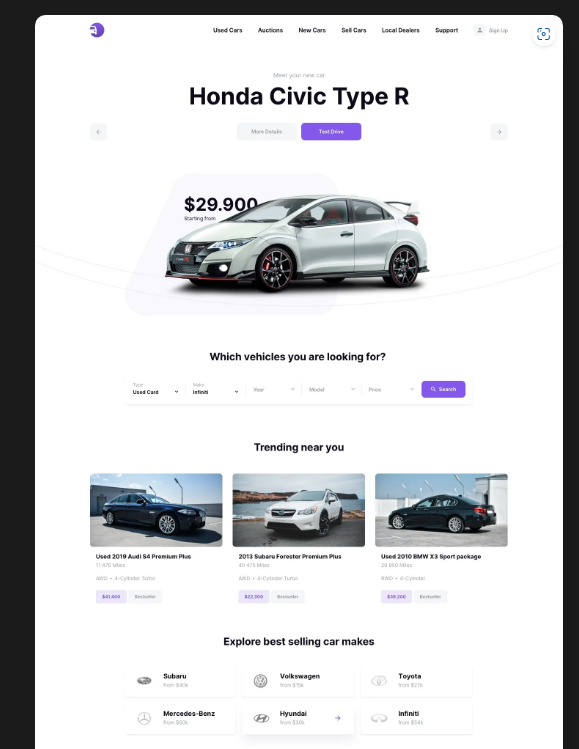 Used Cars Auctions New Cars Sell Cars Local Dealers Support Sign Up
Meet your new car
Honda Civic Type R
More Details Test Drive
$29.900
Starting from
Which vehicles you are looking for?
Type Make
Used Card Infiniti Year Model Price Search
Trending near you
Used 2019 Audi S4 Premium Plus
11 475 Miles
AWD • 4-Cylinder Turbo
$41,600 Bestseller
2013 Subaru Forester Premium Plus
40 475 Miles
AWD • 4-Cylinder Turbo
$22,500 Bestseller
Used 2010 BMW X3 Sport package
29 950 Miles
RWD • 4-Cylinder
$39,200 Bestseller
Explore best selling car makes
Subaru
from $40k
Volkswagen
from $15k
Toyota
from $21k
Mercedes-Benz
from $60k
Hyundai
from $30k
Infiniti
from $54k